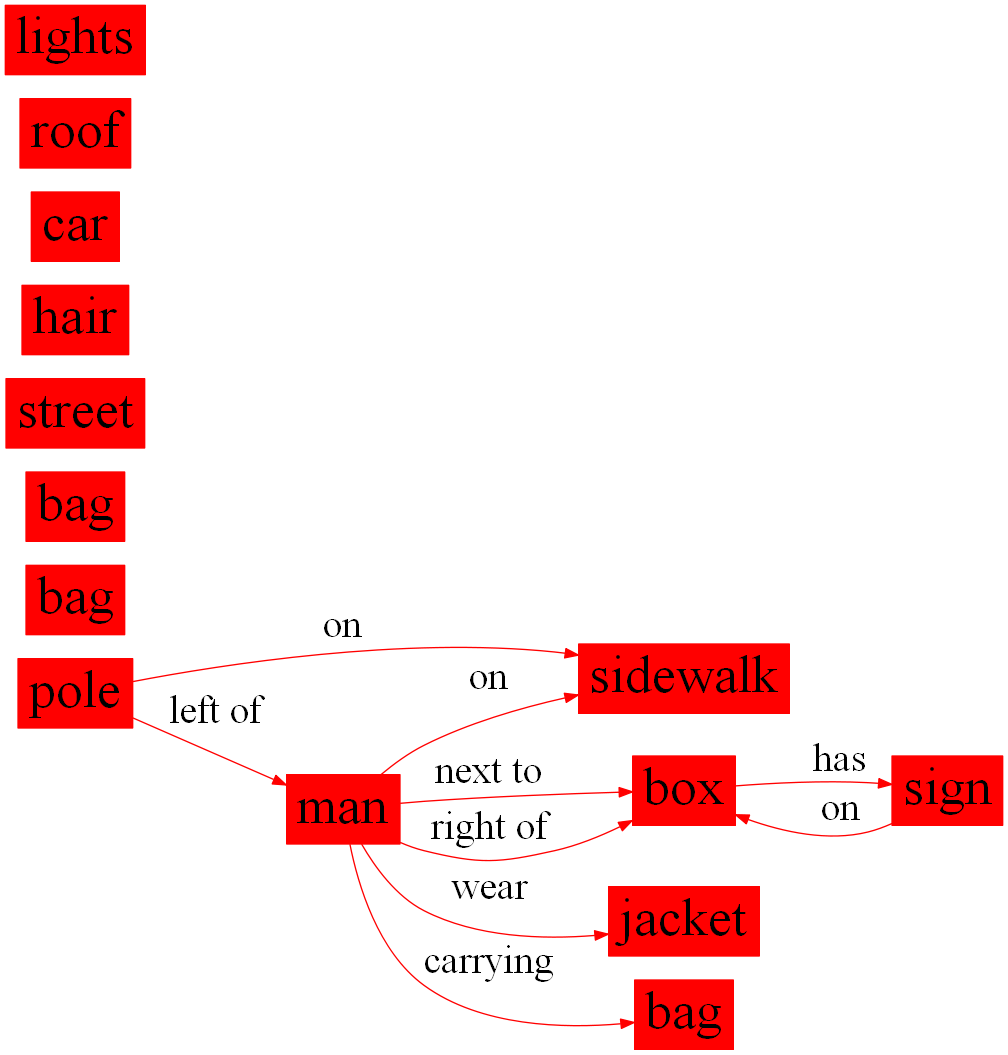 lights
roof
car
hair
street
bag
bag
on
pole
sidewalk
on
left of
has
next to
box
sign
man
on
right of
wear
jacket
carrying
bag